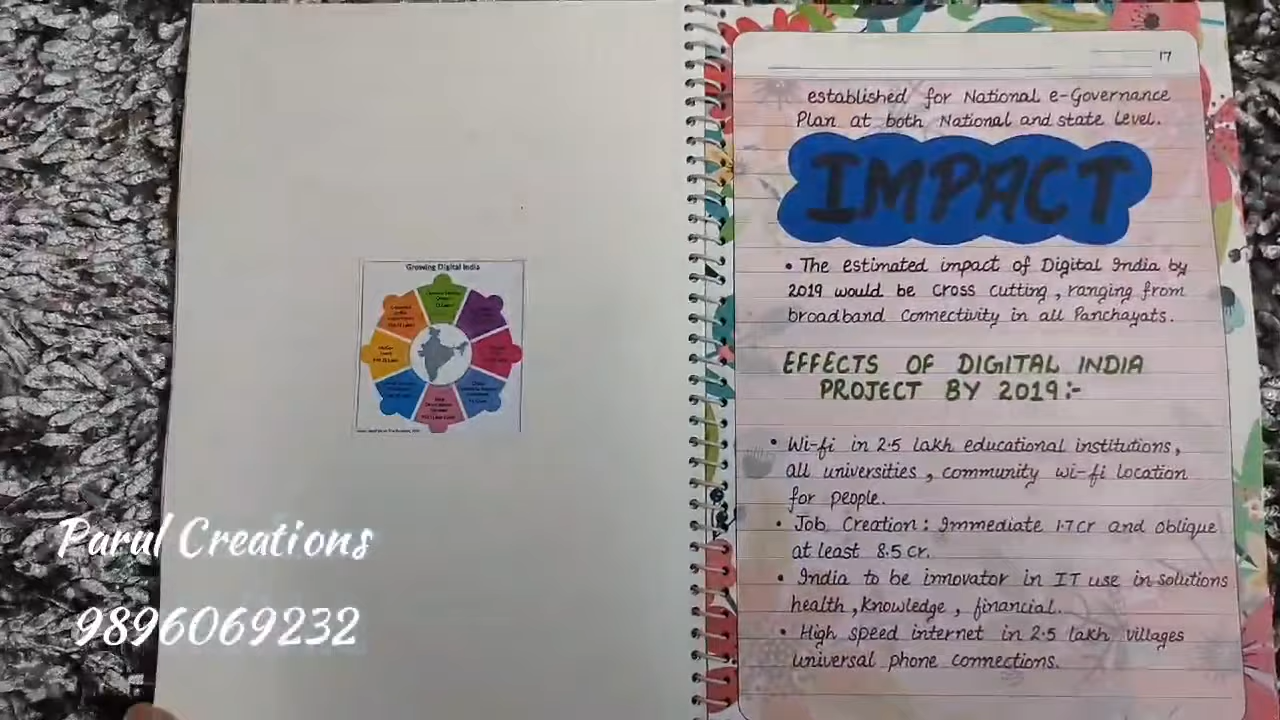 Growing Digital India
Parul Creations
9896069232
17
established for National e-Governance
Plan at both National and state Level.
IMPACT
• The estimated impact of Digital India by
2019 would be Cross Cutting, ranging from
broadband Connectivity in all Panchayats.
EFFECTS OF DIGITAL INDIA
PROJECT BY 2019:-
• Wi-fi in 2.5 lakh educational institutions,
all universities, community wi-fi location
for people.
• Job Creation: Immediate 1.7 Cr and oblique
at least 8.5 Cr.
• India to be innovator in IT use in solutions
health, Knowledge, financial.
• High speed internet in 2.5 lakh villages
universal phone connections.